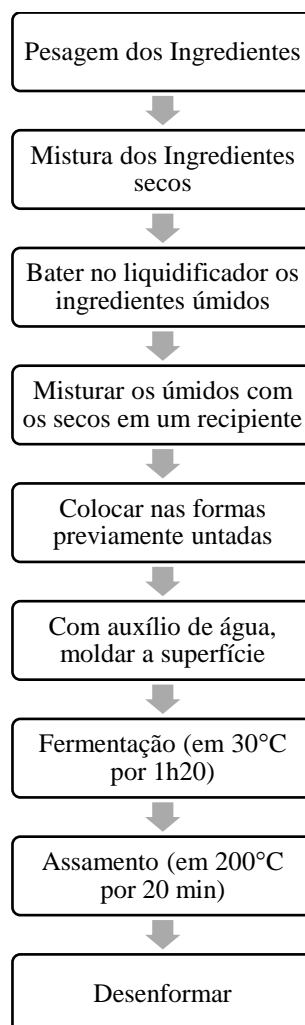 Pesagem dos Ingredientes
Mistura dos Ingredientes
secos
Bater no liquidificador os
ingredientes úmidos
Misturar os úmidos com
os secos em um recipiente
Colocar nas formas
previamente untadas
Com auxílio de água,
moldar a superfície
Fermentação (em 30°C
por 1h20)
Assamento (em 200°C
por 20 min)
Desenformar